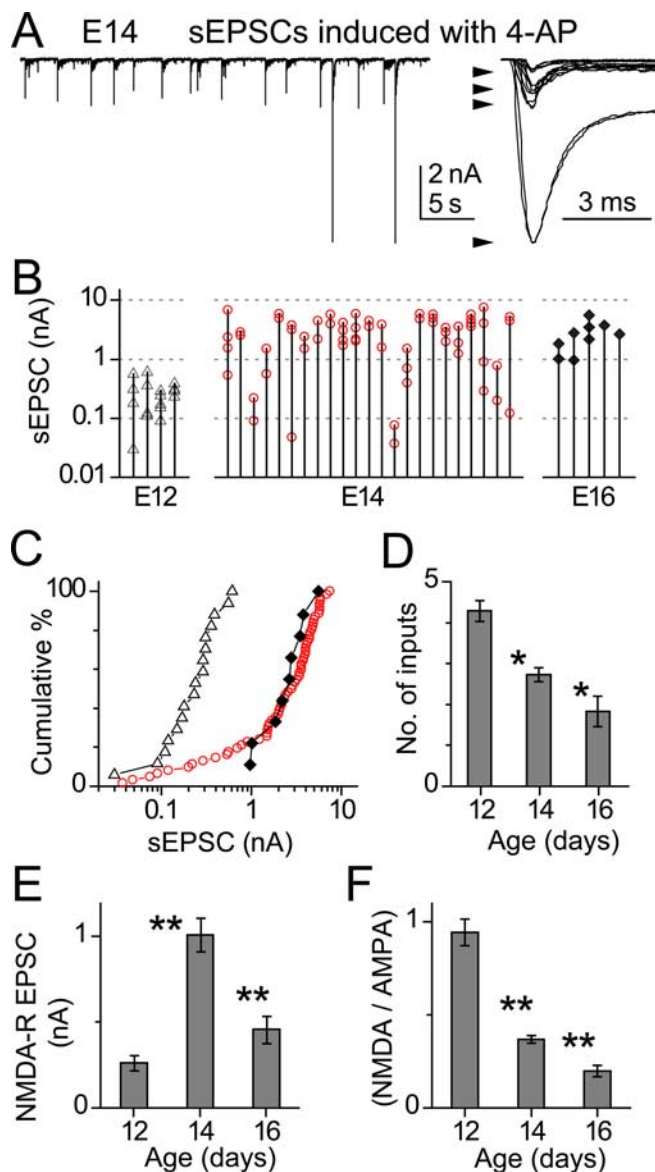 A
E14 sEPSCs induced with 4-AP
2 nA
5 s
3 ms
B
sEPSC (nA)
10
1
0.1
0.01
E12
E14
E16
C
Cumulative %
100
0
0.1
1
10
sEPSC (nA)
D
No. of inputs
5
0
*
*
12
14
16
Age (days)
E
NMDA-R EPSC
(nA)
1
0
**
**
12
14
16
Age (days)
F
(NMDA / AMPA)
1
0
**
**
12
14
16
Age (days)